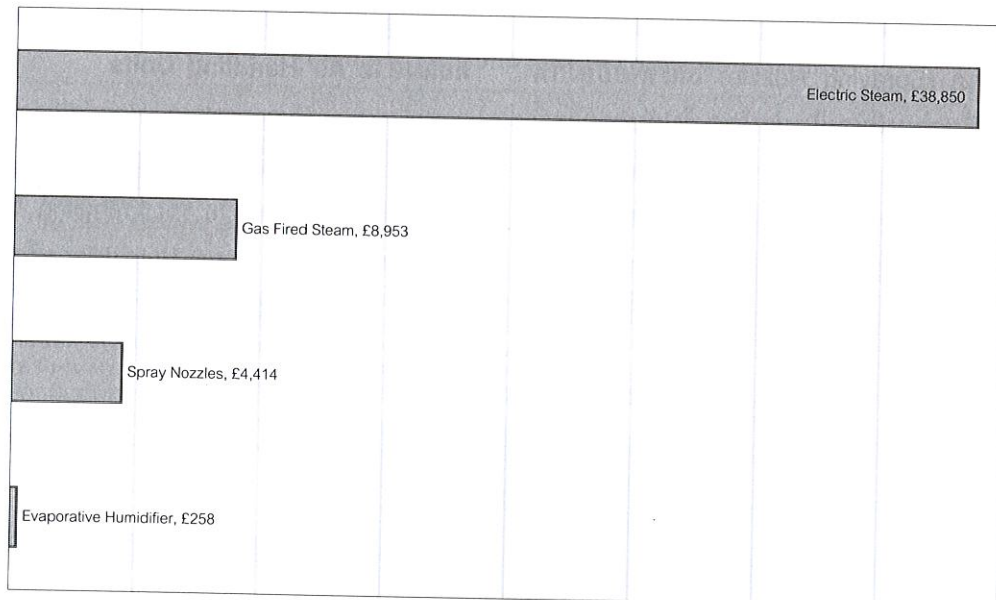 Electric Steam, £38,850
Gas Fired Steam, £8,953
Spray Nozzles, £4,414
Evaporative Humidifier, £258